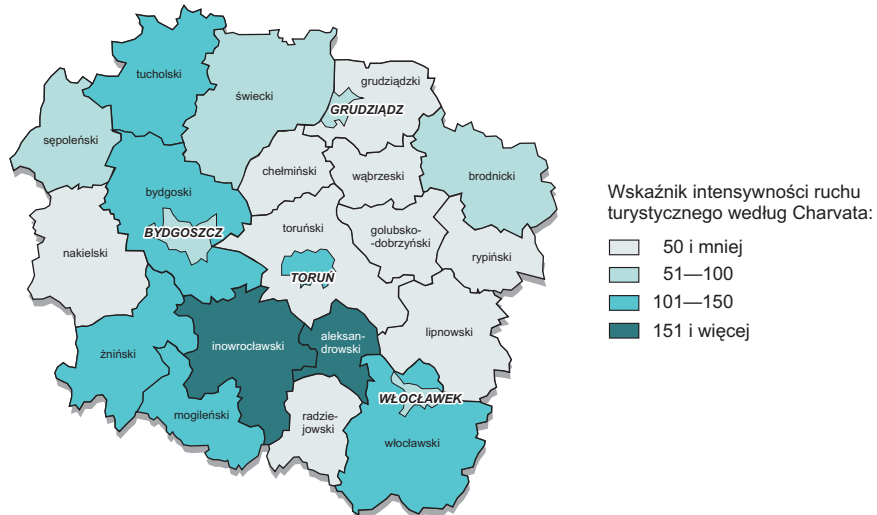 tucholski
grudziądzki
świecki
GRUDZIĄDZ
sępoleński
chełmiński
wąbrzeski
brodnicki
bydgoski
toruński
golubsko-
-dobrzyński
BYDGOSZCZ
nakielski
rypiński
TORUŃ
lipnowski
inowrocławski
aleksan-
drowski
żniński
WŁOCŁAWEK
mogileński
radzie-
jowski
włocławski
Wskaźnik intensywności ruchu
turystycznego według Charvata:
50 i mniej
51—100
101—150
151 i więcej